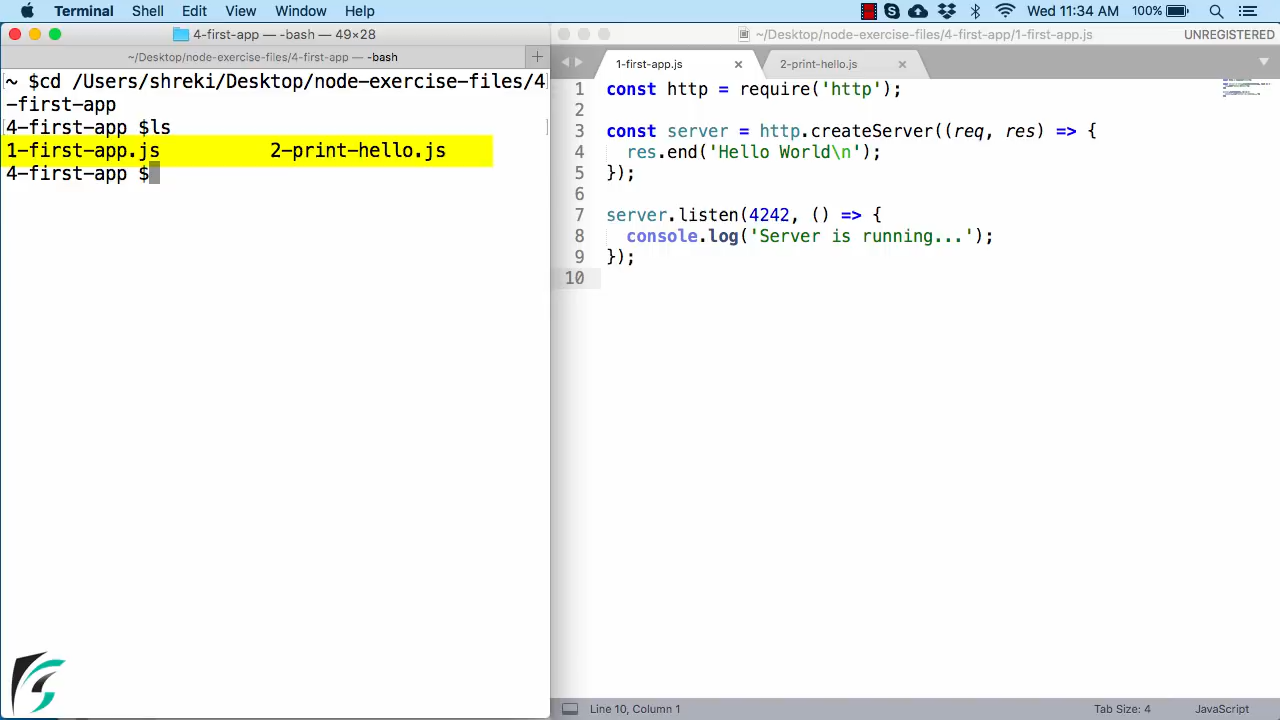 Terminal Shell Edit View Window Help Wed 11:34 AM 100%
4-first-app — -bash — 49×28
~/Desktop/node-exercise-files/4-first-app — -bash
~ $cd /Users/shreki/Desktop/node-exercise-files/4
-first-app
4-first-app $ls
1-first-app.js 2-print-hello.js
4-first-app $
~/Desktop/node-exercise-files/4-first-app/1-first-app.js UNREGISTERED
1-first-app.js 2-print-hello.js
1 const http = require('http');
2
3 const server = http.createServer((req, res) => {
4 res.end('Hello World\n');
5 });
6
7 server.listen(4242, () => {
8 console.log('Server is running...');
9 });
10
Line 10, Column 1 Tab Size: 4 JavaScript